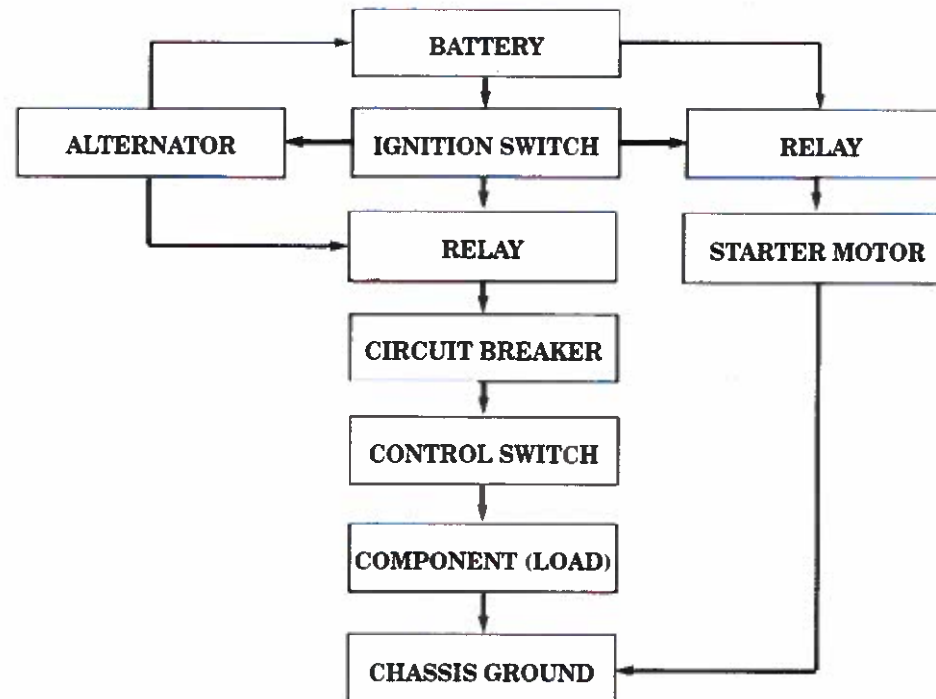 BATTERY
ALTERNATOR
IGNITION SWITCH
RELAY
RELAY
STARTER MOTOR
CIRCUIT BREAKER
CONTROL SWITCH
COMPONENT (LOAD)
CHASSIS GROUND